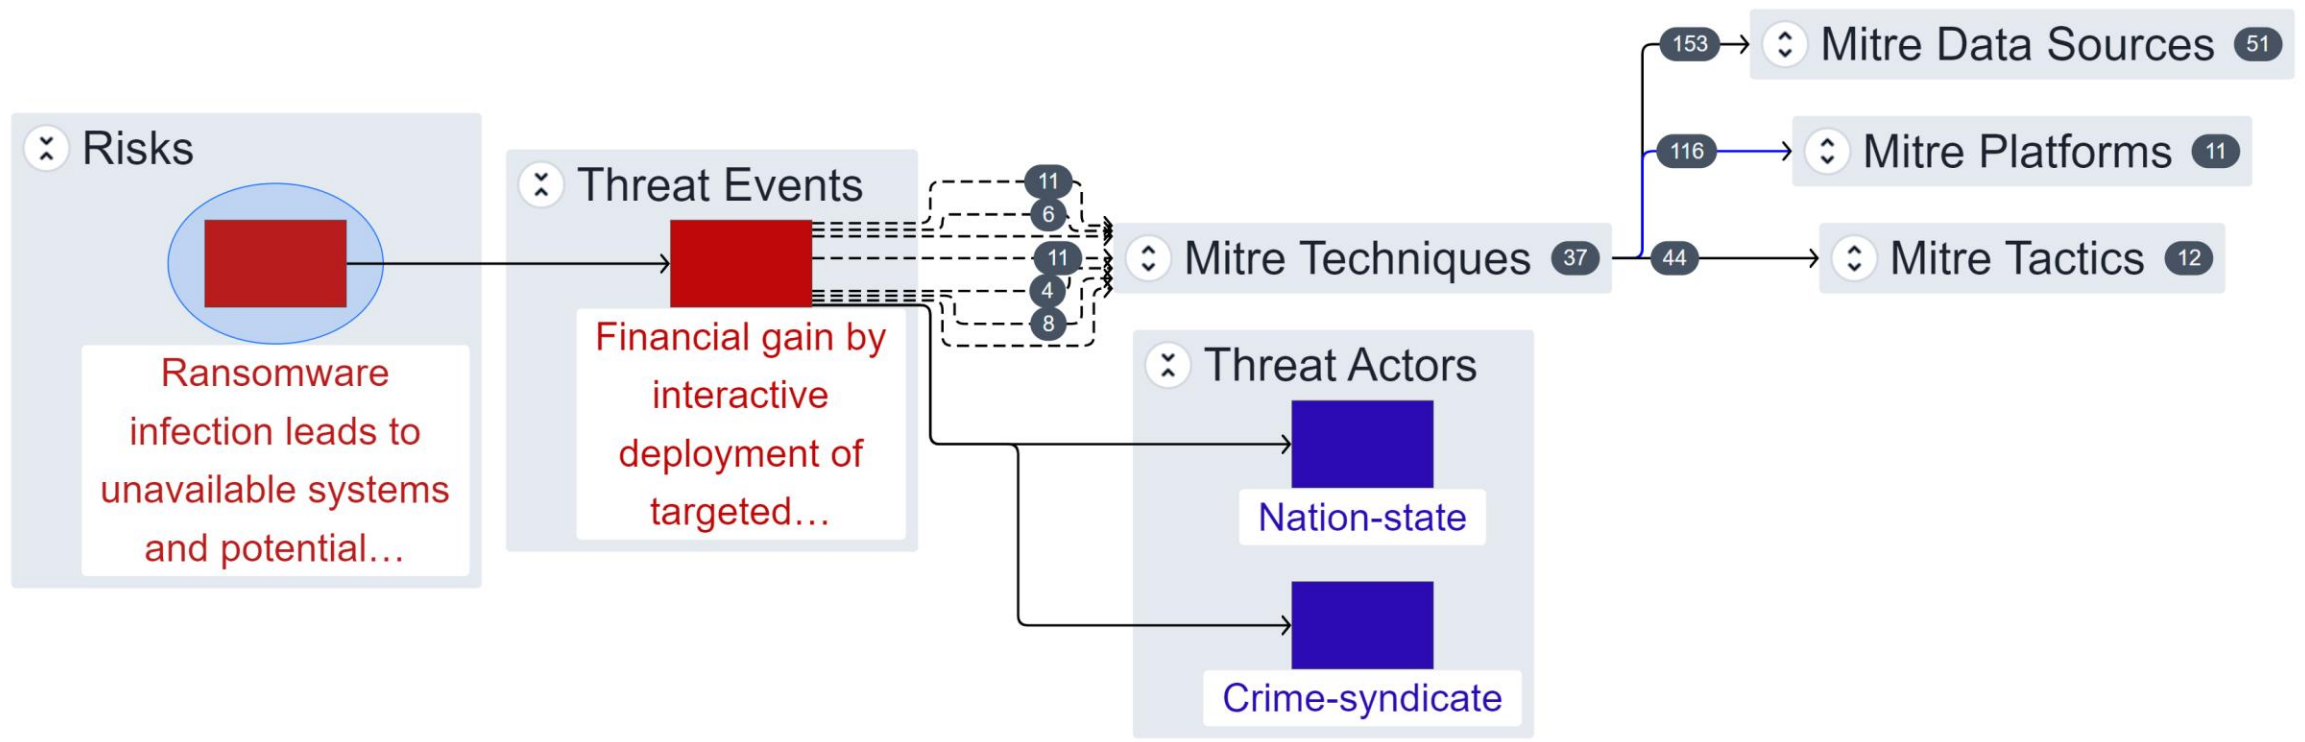 Risks
Ransomware
infection leads to
unavailable systems
and potential…
Threat Events
Financial gain by
interactive
deployment of
targeted…
11
6
11
4
8
Mitre Techniques 37
153
Mitre Data Sources 51
116
Mitre Platforms 11
44
Mitre Tactics 12
Threat Actors
Nation-state
Crime-syndicate